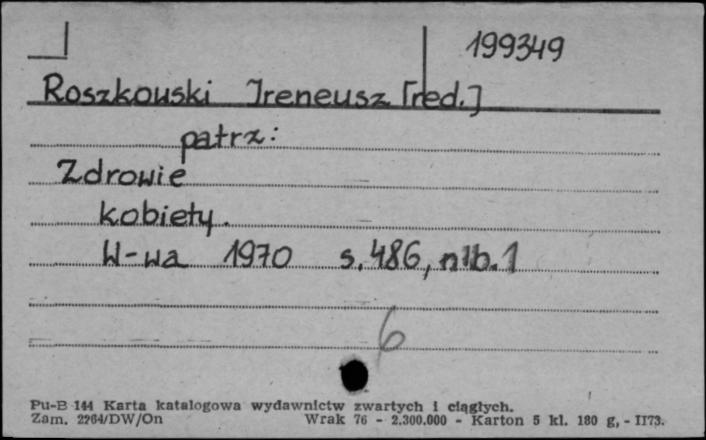 199349
Roszkowski Ireneusz [red.]
patrz:
Zdrowie
kobiety.
W-wa 1970 s. 486, nlb. 1
6
Pu-B 144 Karta katalogowa wydawnictw zwartych i ciągłych.
Zam. 2264/DW/On Wrak 76 - 2.300.000 - Karton 5 kl. 180 g, - II73.